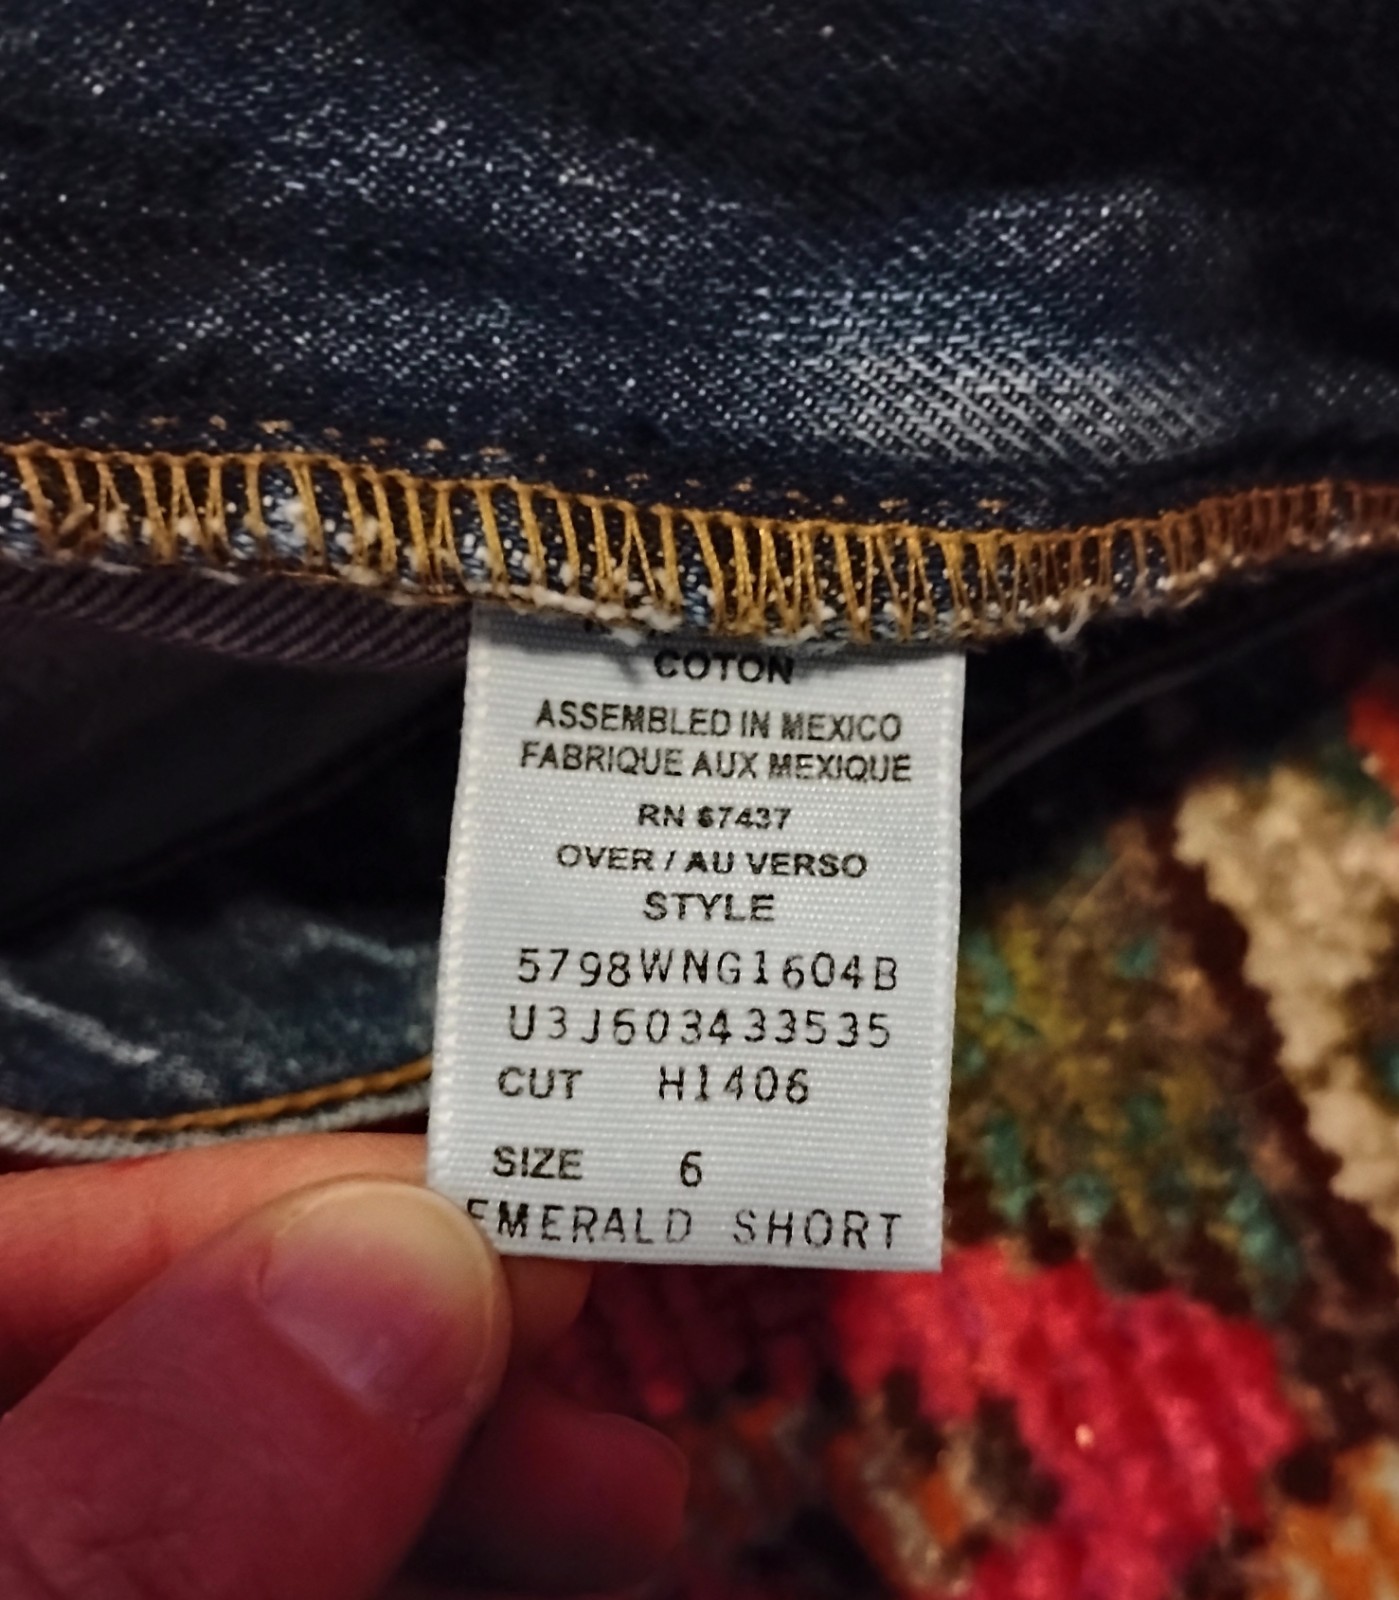 COTON
ASSEMBLED IN MEXICO
FABRIQUE AUX MEXIQUE
RN 67437
OVER / AU VERSO
STYLE
5798WNG1604B
U3J603433535
CUT H1406
SIZE 6
EMERALD SHORT